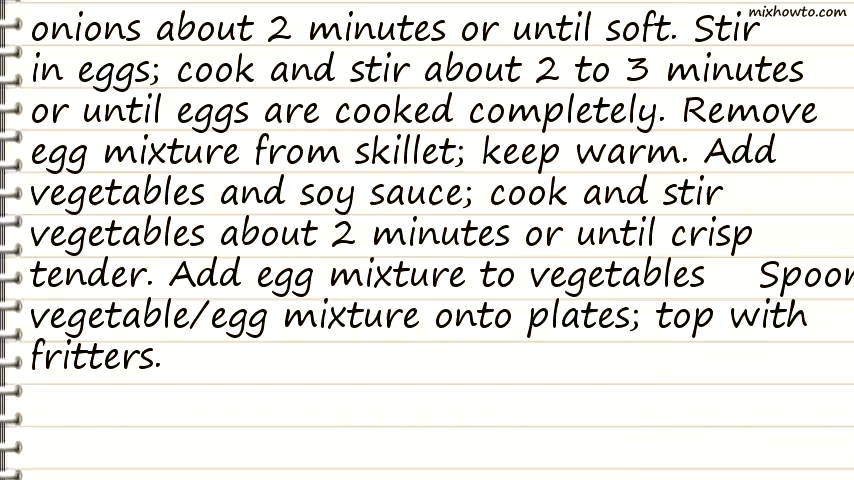 mixhowto.com
onions about 2 minutes or until soft. Stir
in eggs; cook and stir about 2 to 3 minutes
or until eggs are cooked completely. Remove
egg mixture from skillet; keep warm. Add
vegetables and soy sauce; cook and stir
vegetables about 2 minutes or until crisp
tender. Add egg mixture to vegetables Spoon
vegetable/egg mixture onto plates; top with
fritters.